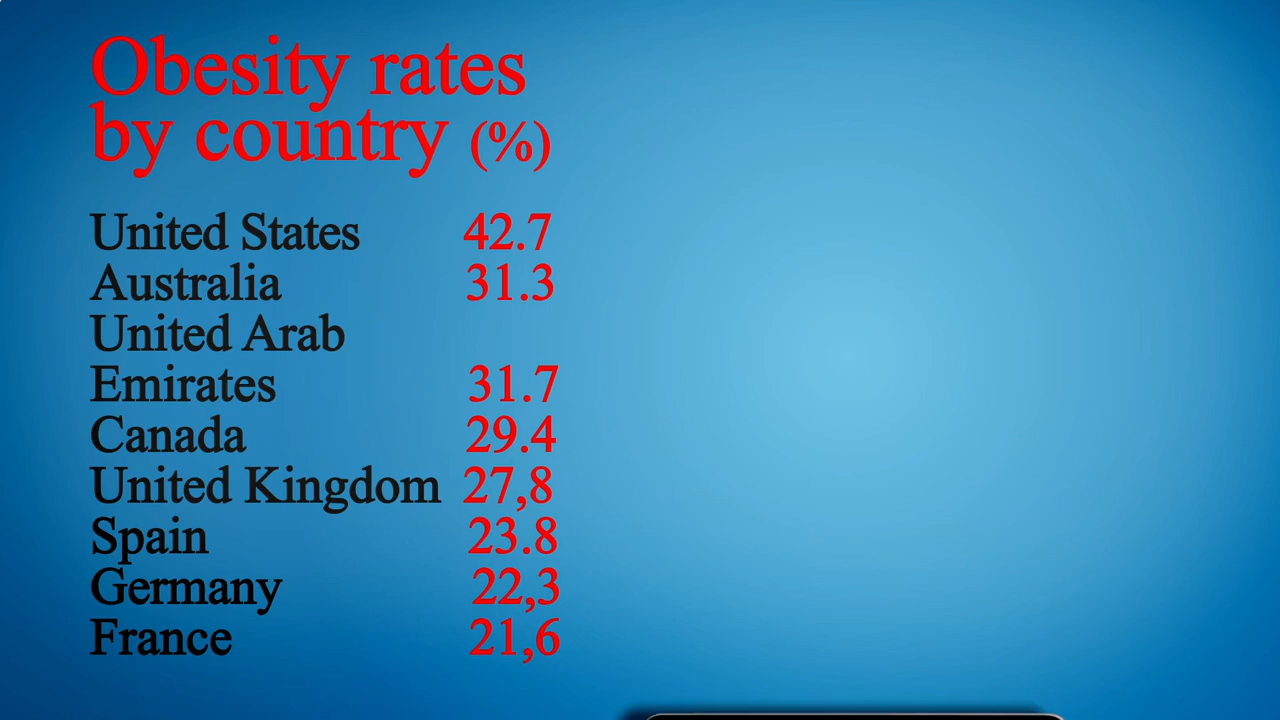 Obesity rates
by country (%)
United States 42.7
Australia 31.3
United Arab
Emirates 31.7
Canada 29.4
United Kingdom 27,8
Spain 23.8
Germany 22,3
France 21,6